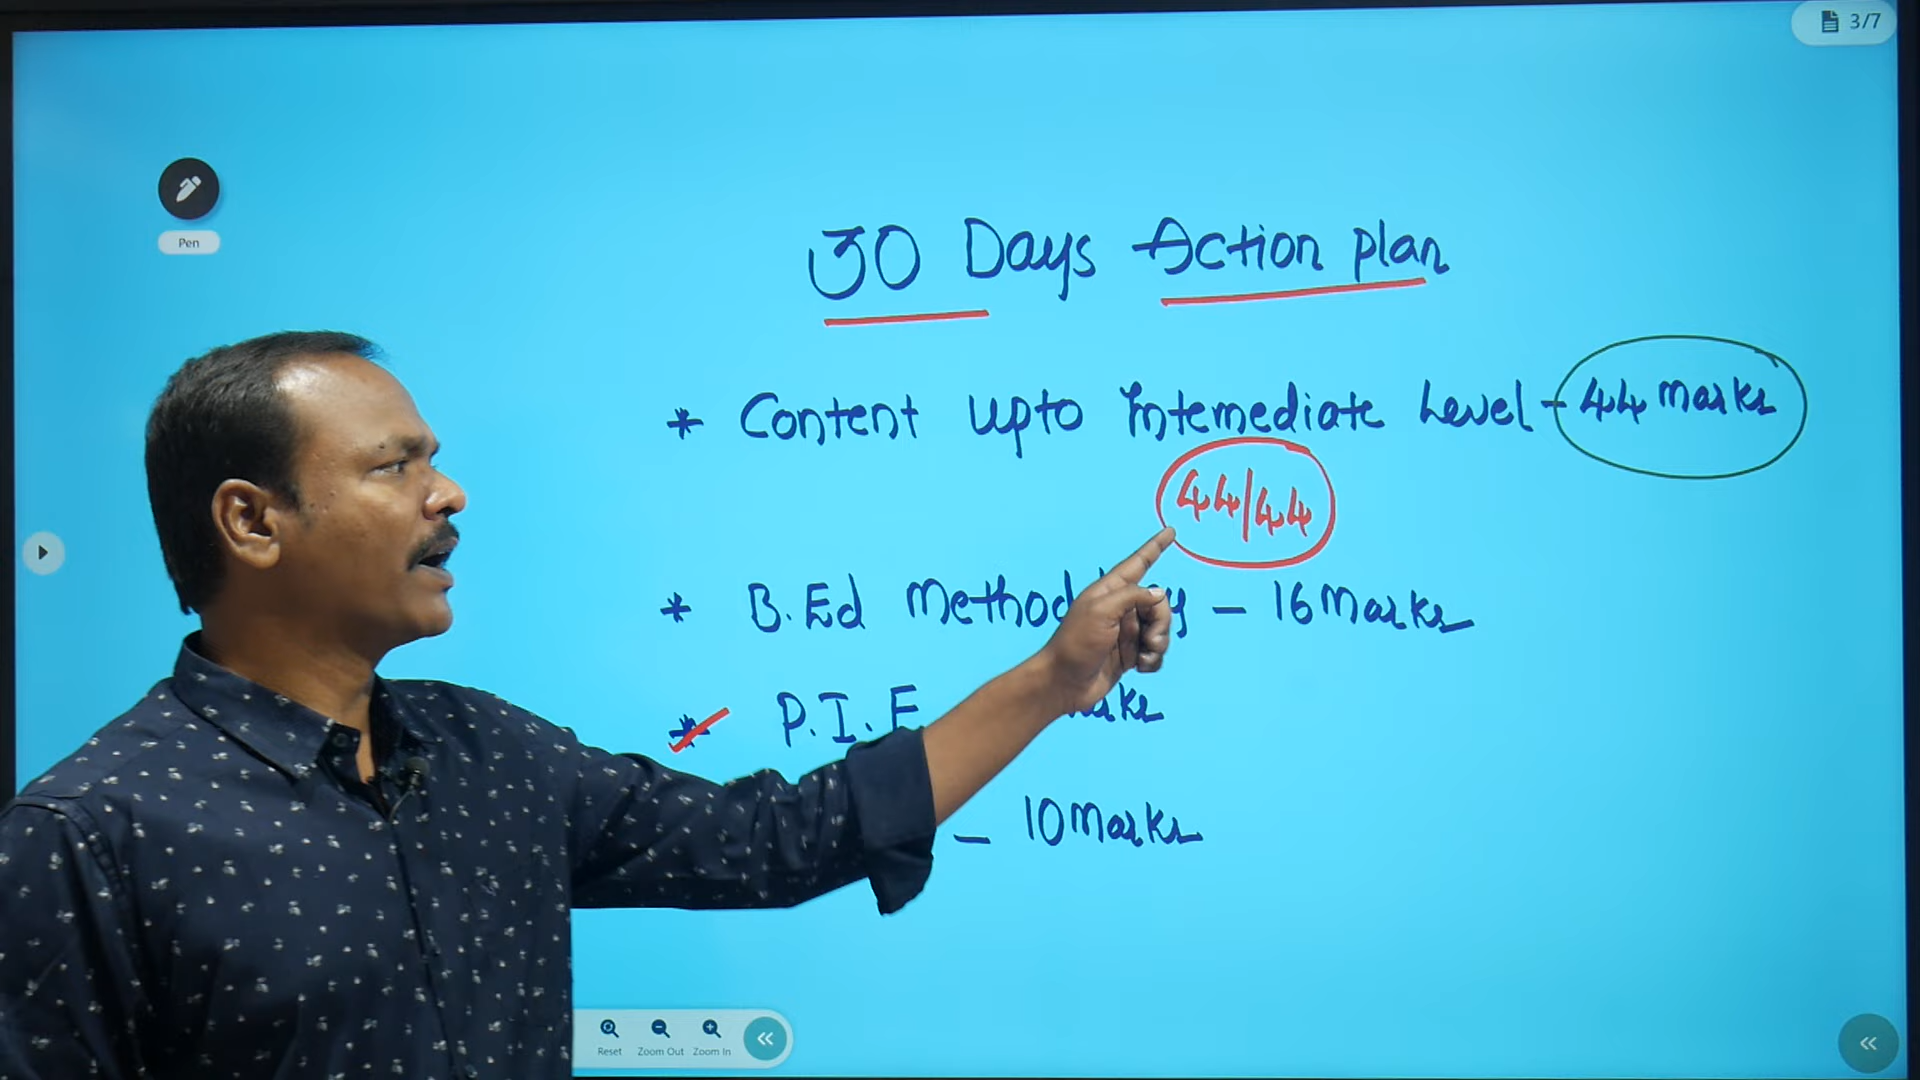 3/7
Pen
30 Days Action plan
* Content upto Intemediate Level - 44 Marks
44/44
* B.Ed Method y - 16 Marks
* P.I.E
- 10 Marks
Reset Zoom Out Zoom In